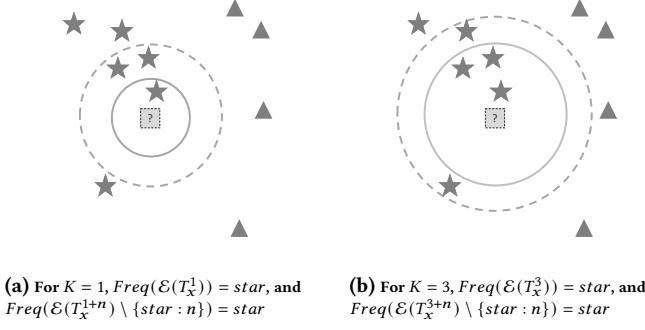 ?
?
(a) For K = 1, Freq(ℰ(T_x^1)) = star, and
Freq(ℰ(T_x^{1+n}) \ {star : n}) = star
(b) For K = 3, Freq(ℰ(T_x^3)) = star, and
Freq(ℰ(T_x^{3+n}) \ {star : n}) = star